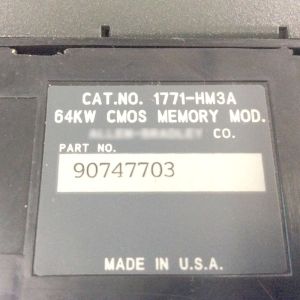 CAT.NO. 1771-HM3A
64KW CMOS MEMORY MOD.
CO.
PART NO.
90747703
MADE IN U.S.A.